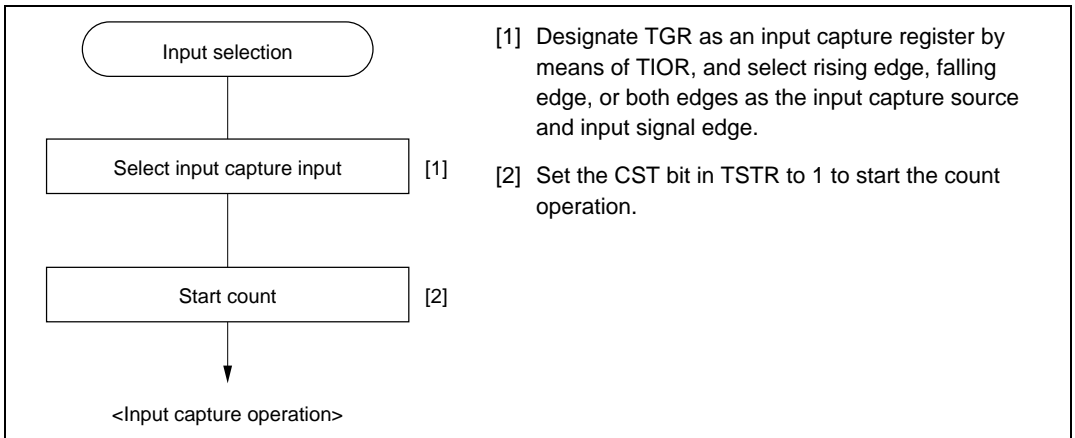 Input selection
Select input capture input
[1]
Start count
[2]
<Input capture operation>
[1] Designate TGR as an input capture register by
means of TIOR, and select rising edge, falling
edge, or both edges as the input capture source
and input signal edge.
[2] Set the CST bit in TSTR to 1 to start the count
operation.